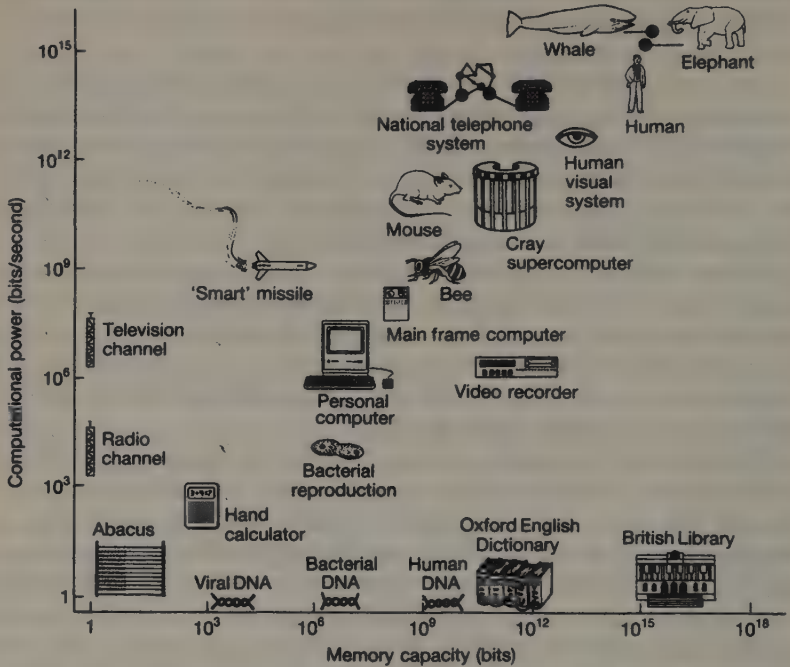 10^15
Whale
Elephant
National telephone
system
Human
10^12
Human
visual
system
Mouse
Cray
supercomputer
10^9
'Smart' missile
Bee
Television
channel
Main frame computer
10^6
Video recorder
Personal
computer
Radio
channel
Bacterial
reproduction
10^3
Hand
calculator
Abacus
Oxford English
Dictionary
British Library
Viral DNA
Bacterial
DNA
Human
DNA
1
1
10^3
10^6
10^9
10^12
10^15
10^18
Memory capacity (bits)
Computational power (bits/second)